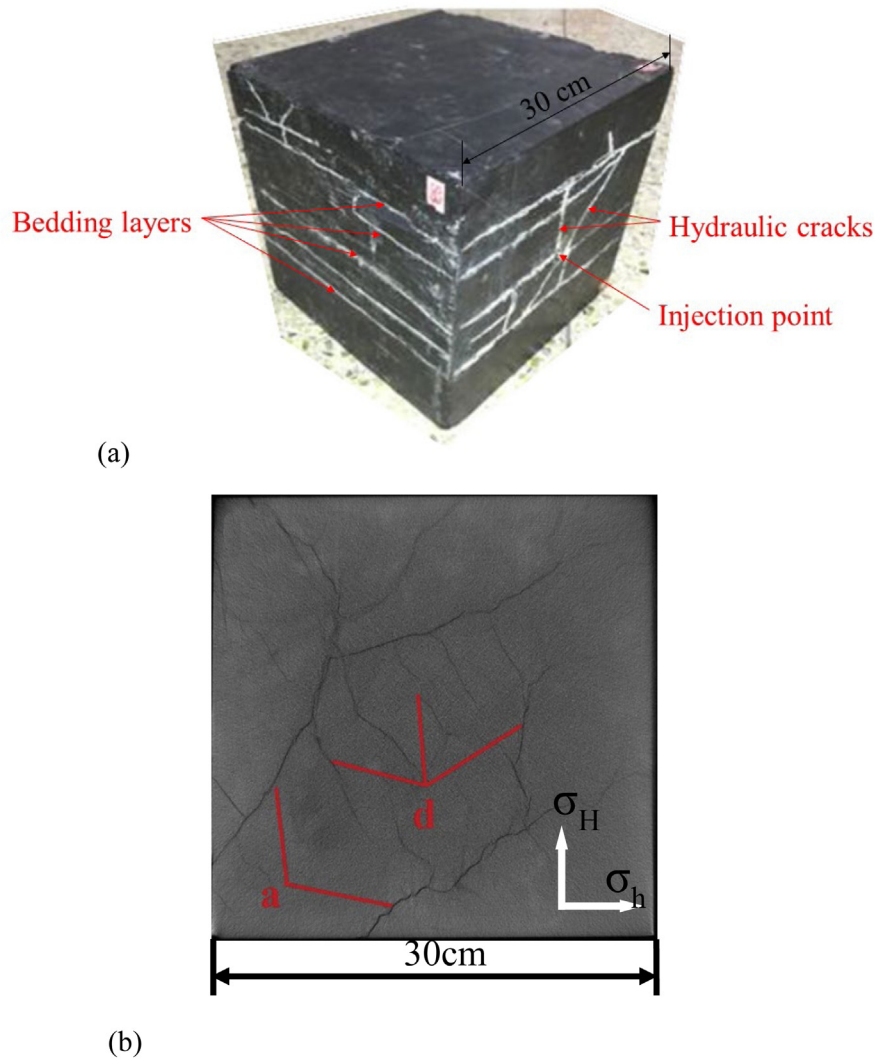 30 cm
Bedding layers
Hydraulic cracks
Injection point
(a)
d
σH
a
σh
30cm
(b)